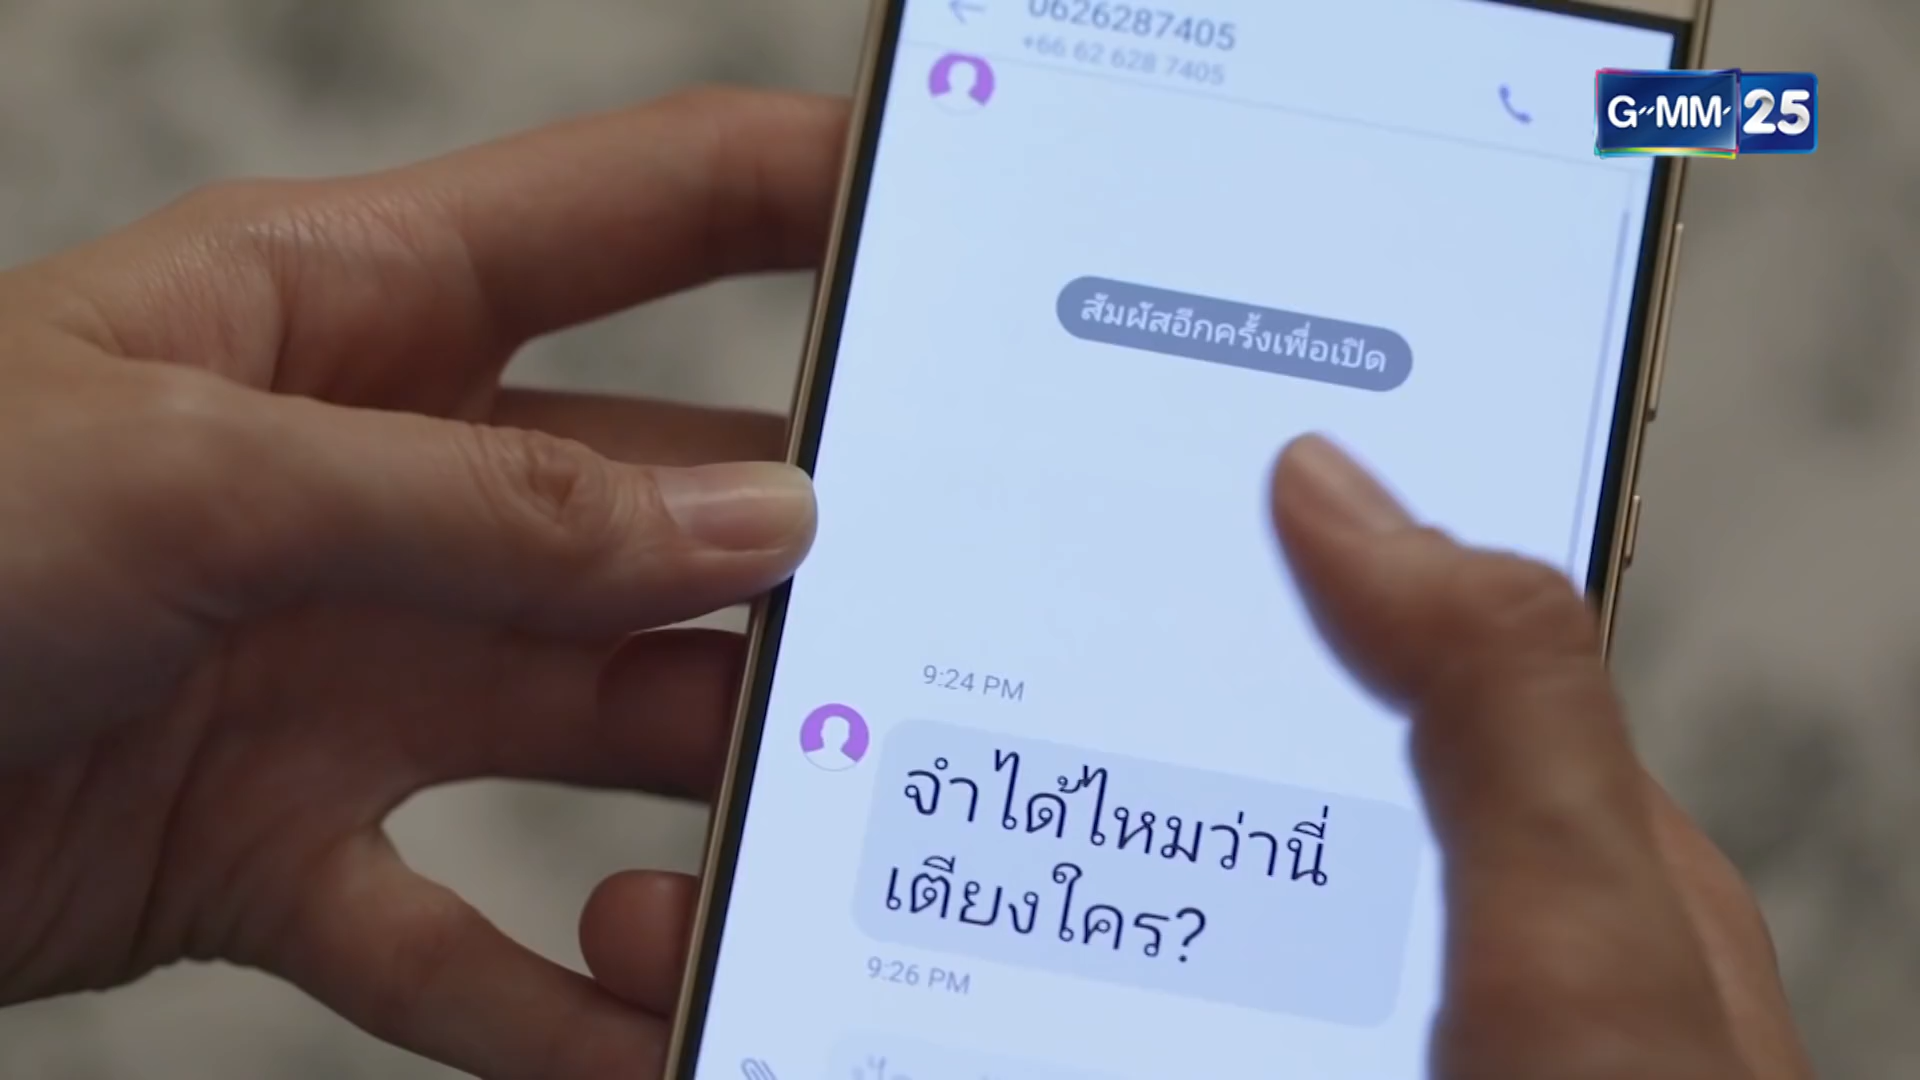 0626287405
+66 62 628 7405
GMM 25
สัมผัสอีกครั้งเพื่อเปิด
9:24 PM
จำได้ไหมว่านี่
เตียงใคร?
9:26 PM